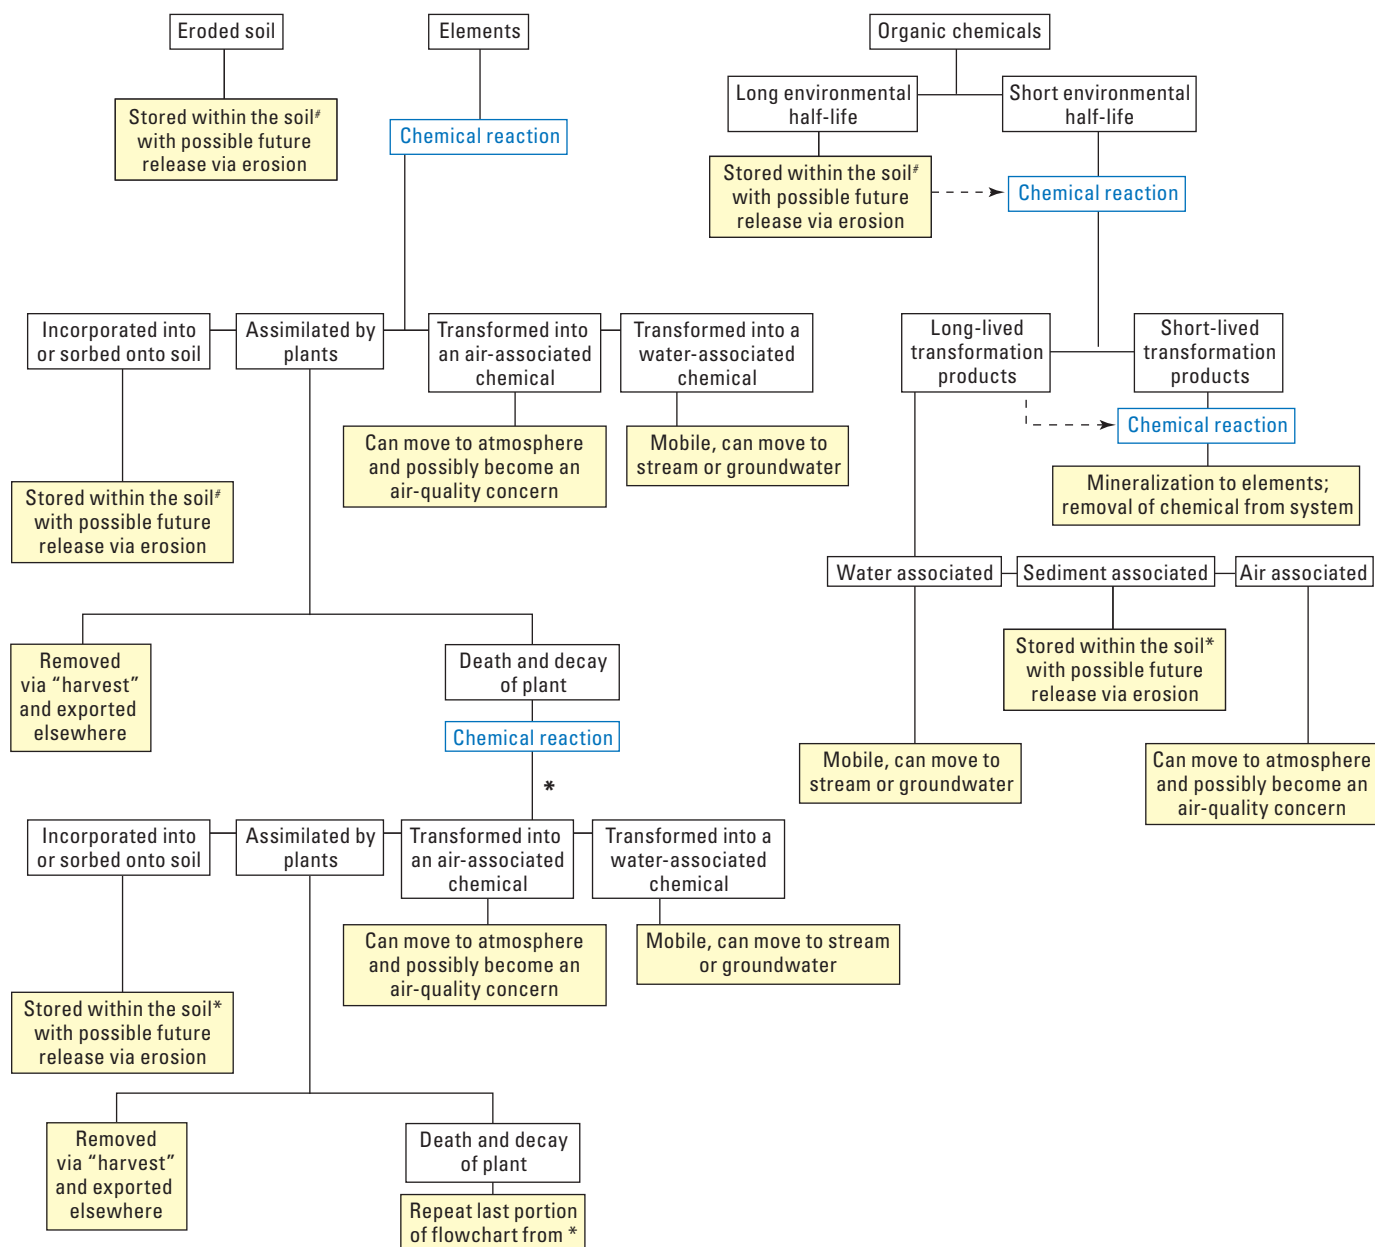 Eroded soil
Elements
Organic chemicals
Long environmental
half-life
Short environmental
half-life
Stored within the soil#
with possible future
release via erosion
Chemical reaction
Stored within the soil#
with possible future
release via erosion
Chemical reaction
Incorporated into
or sorbed onto soil
Assimilated by
plants
Transformed into
an air-associated
chemical
Transformed into a
water-associated
chemical
Long-lived
transformation
products
Short-lived
transformation
products
Chemical reaction
Can move to atmosphere
and possibly become an
air-quality concern
Mobile, can move to
stream or groundwater
Mineralization to elements;
removal of chemical from system
Stored within the soil#
with possible future
release via erosion
Water associated
Sediment associated
Air associated
Removed
via “harvest”
and exported
elsewhere
Death and decay
of plant
Chemical reaction
*
Stored within the soil*
with possible future
release via erosion
Mobile, can move to
stream or groundwater
Can move to atmosphere
and possibly become an
air-quality concern
Incorporated into
or sorbed onto soil
Assimilated by
plants
Transformed into
an air-associated
chemical
Transformed into a
water-associated
chemical
Can move to atmosphere
and possibly become an
air-quality concern
Mobile, can move to stream
or groundwater
Stored within the soil*
with possible future
release via erosion
Removed
via “harvest”
and exported
elsewhere
Death and decay
of plant
Repeat last portion
of flowchart from *